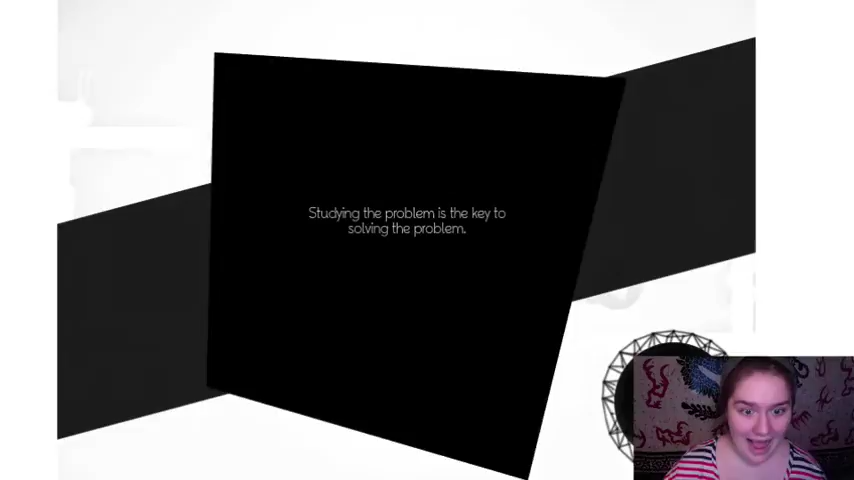 Studying the problem is the key to
solving the problem.